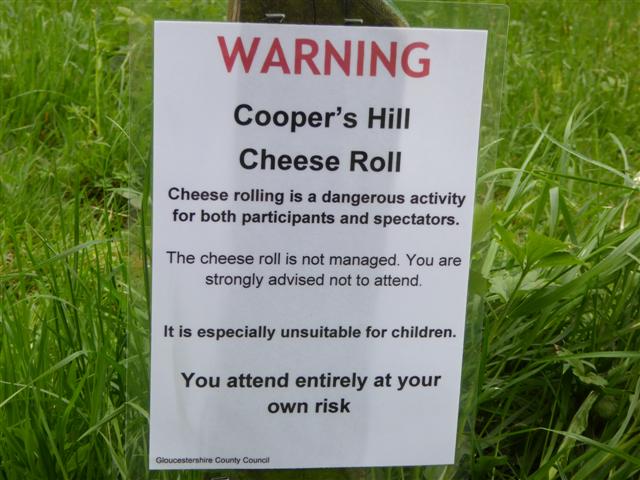 WARNING
Cooper's Hill
Cheese Roll
Cheese rolling is a dangerous activity
for both participants and spectators.
The cheese roll is not managed. You are
strongly advised not to attend.
It is especially unsuitable for children.
You attend entirely at your
own risk
Gloucestershire County Council